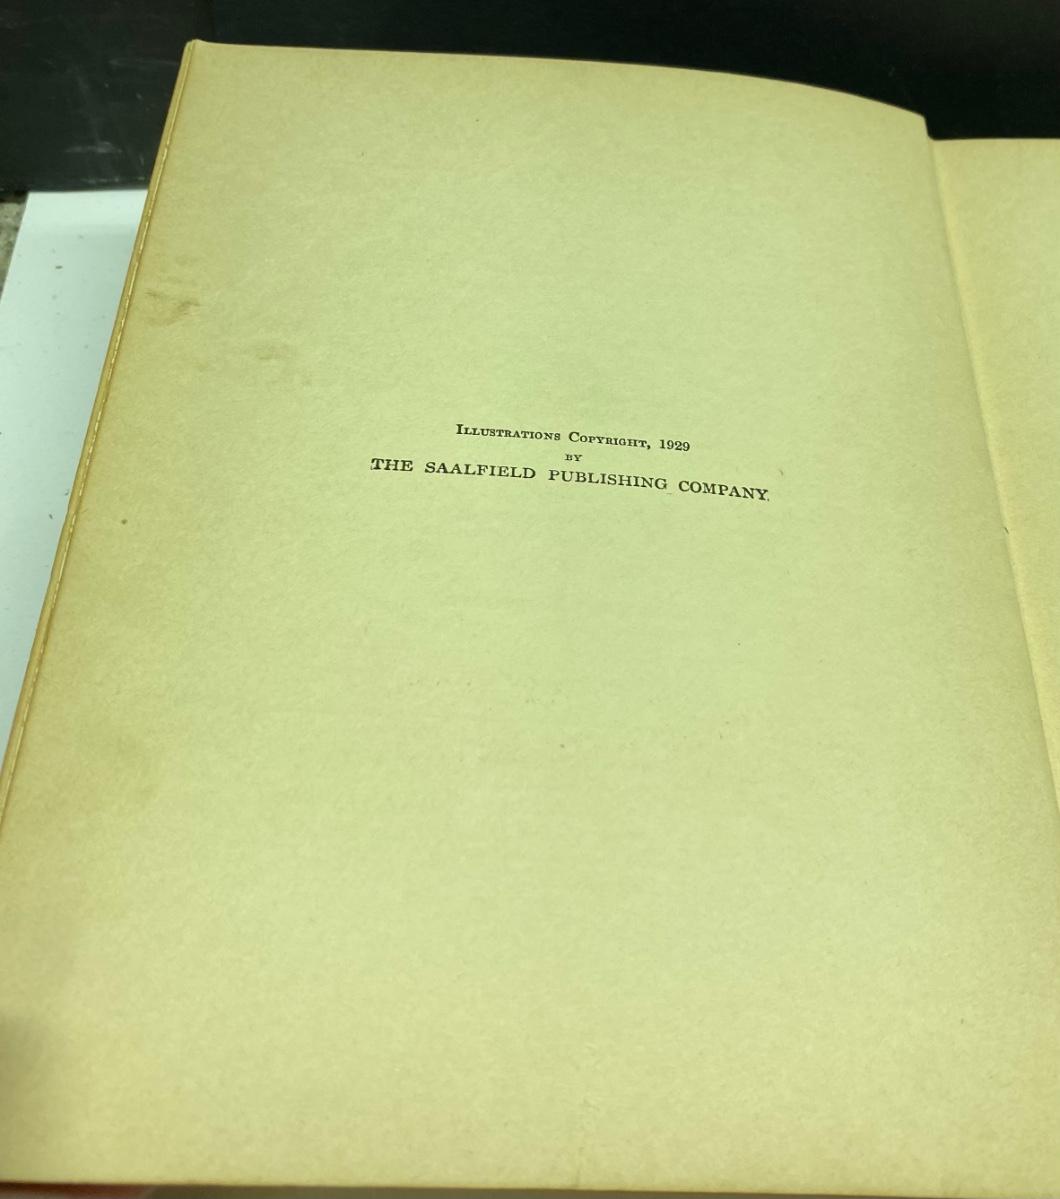 Illustrations Copyright, 1929
BY
THE SAALFIELD PUBLISHING COMPANY